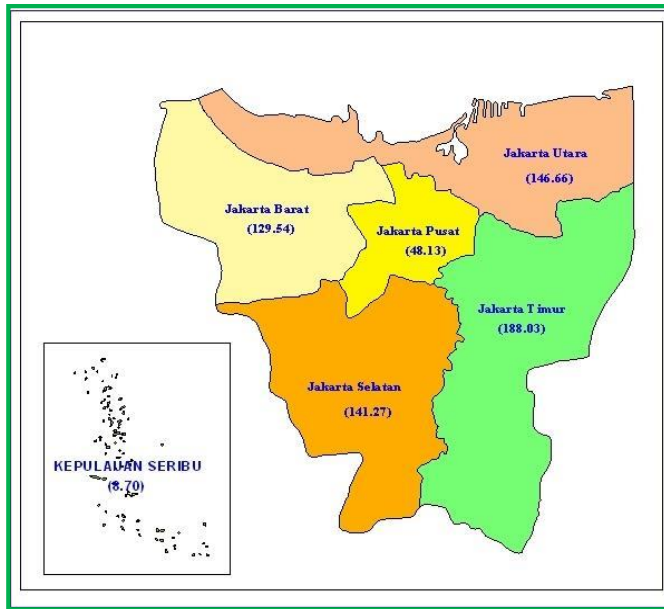 Jakarta Utara
(146.66)
Jakarta Barat
(129.54)
Jakarta Pusat
(48.13)
Jakarta Timur
(188.03)
Jakarta Selatan
(141.27)
KEPULAUAN SERIBU
(8.70)